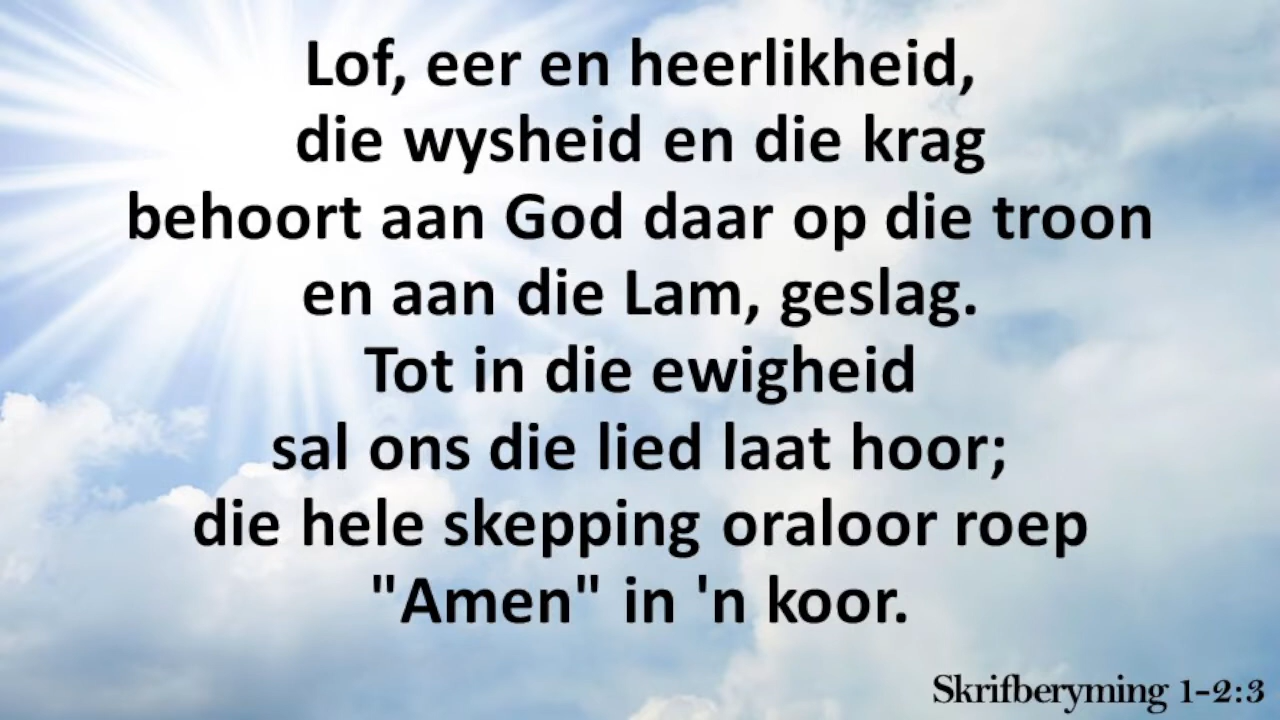 Lof, eer en heerlikheid,
die wysheid en die krag
behoort aan God daar op die troon
en aan die Lam, geslag.
Tot in die ewigheid
sal ons die lied laat hoor;
die hele skepping oraloor roep
"Amen" in 'n koor.
Skrifberyming 1-2:3